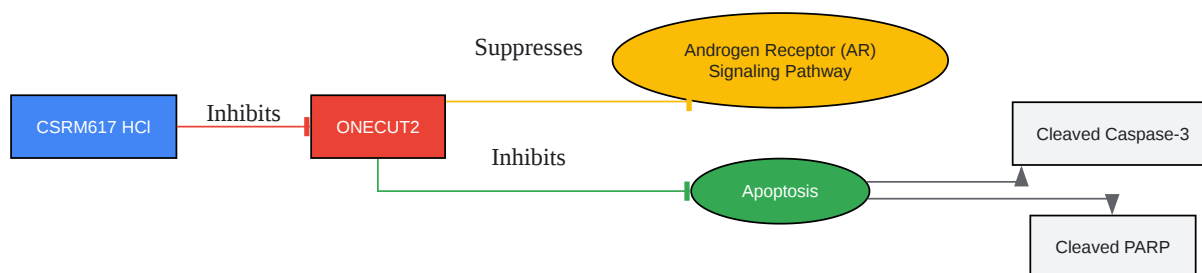 Suppresses
Androgen Receptor (AR)
Signaling Pathway
CSRM617 HCl
Inhibits
ONECUT2
Cleaved Caspase-3
Inhibits
Apoptosis
Cleaved PARP